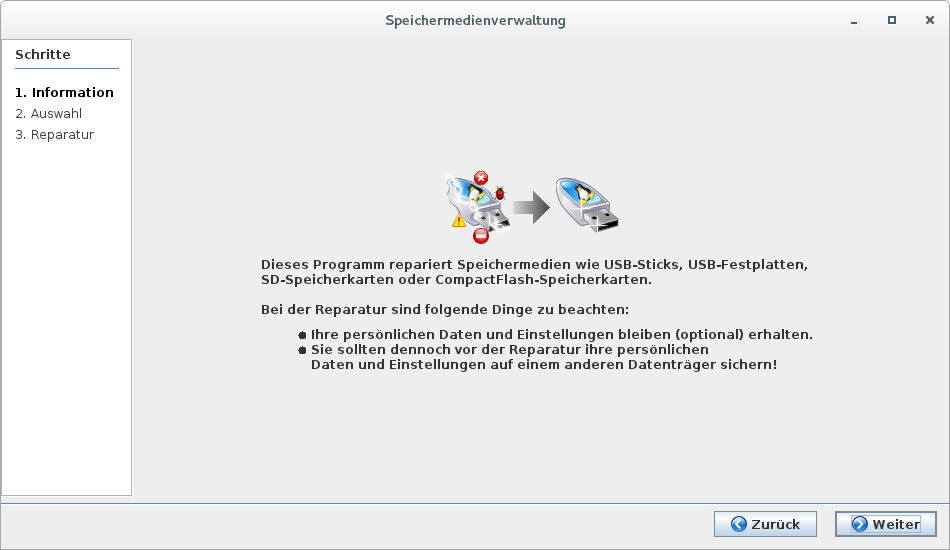 Speichermedienverwaltung
Schritte
1. Information
2. Auswahl
3. Reparatur
Dieses Programm repariert Speichermedien wie USB-Sticks, USB-Festplatten,
SD-Speicherkarten oder CompactFlash-Speicherkarten.
Bei der Reparatur sind folgende Dinge zu beachten:
● Ihre persönlichen Daten und Einstellungen bleiben (optional) erhalten.
● Sie sollten dennoch vor der Reparatur ihre persönlichen
Daten und Einstellungen auf einem anderen Datenträger sichern!
Zurück
Weiter